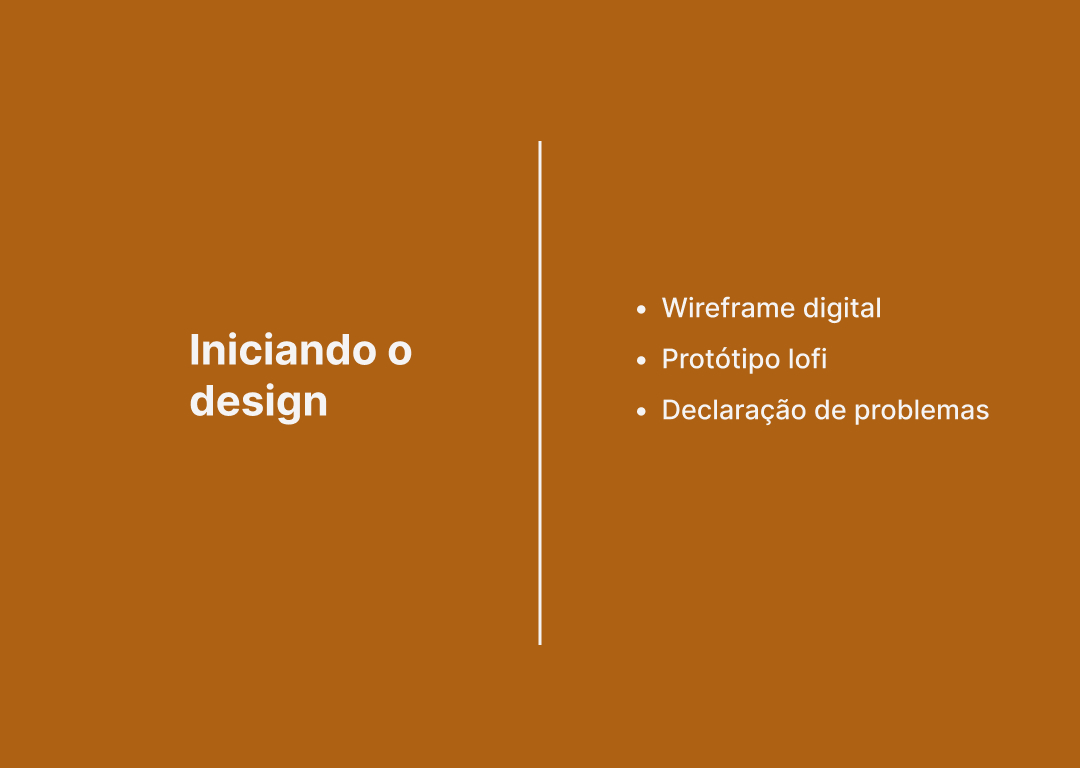 Iniciando o
design
• Wireframe digital
• Protótipo lofi
• Declaração de problemas